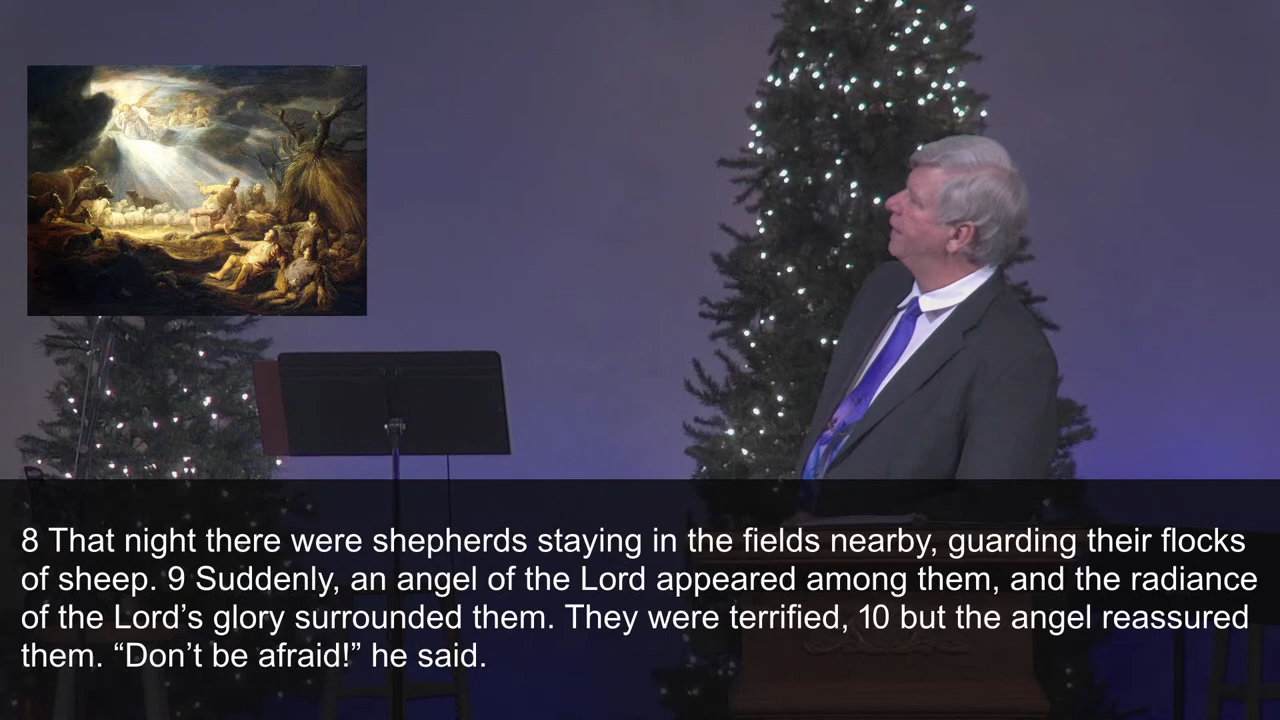 8 That night there were shepherds staying in the fields nearby, guarding their flocks
of sheep. 9 Suddenly, an angel of the Lord appeared among them, and the radiance
of the Lord’s glory surrounded them. They were terrified, 10 but the angel reassured
them. “Don’t be afraid!” he said.